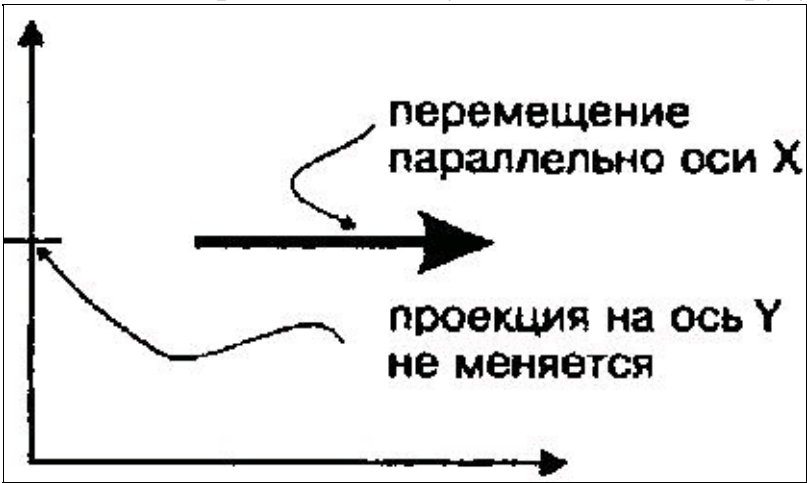 перемещение
параллельно оси X
проекция на ось Y
не меняется